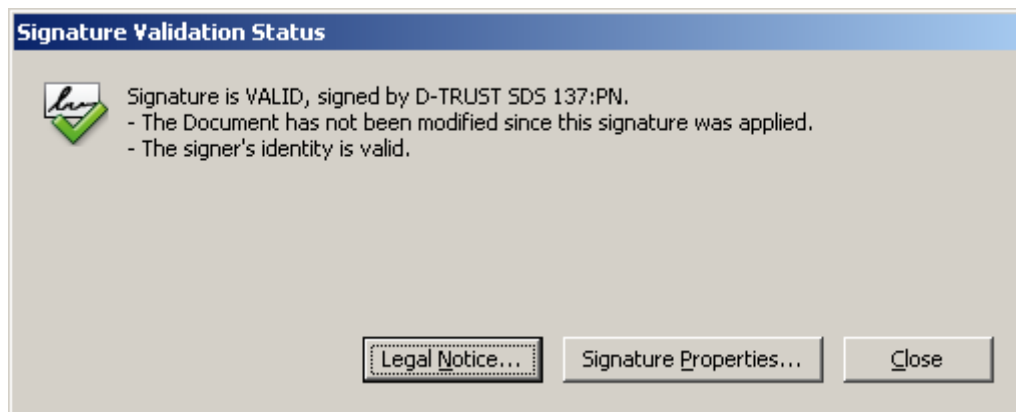 Signature Validation Status
Signature is VALID, signed by D-TRUST SDS 137:PN.
- The Document has not been modified since this signature was applied.
- The signer's identity is valid.
Legal Notice... Signature Properties... Close